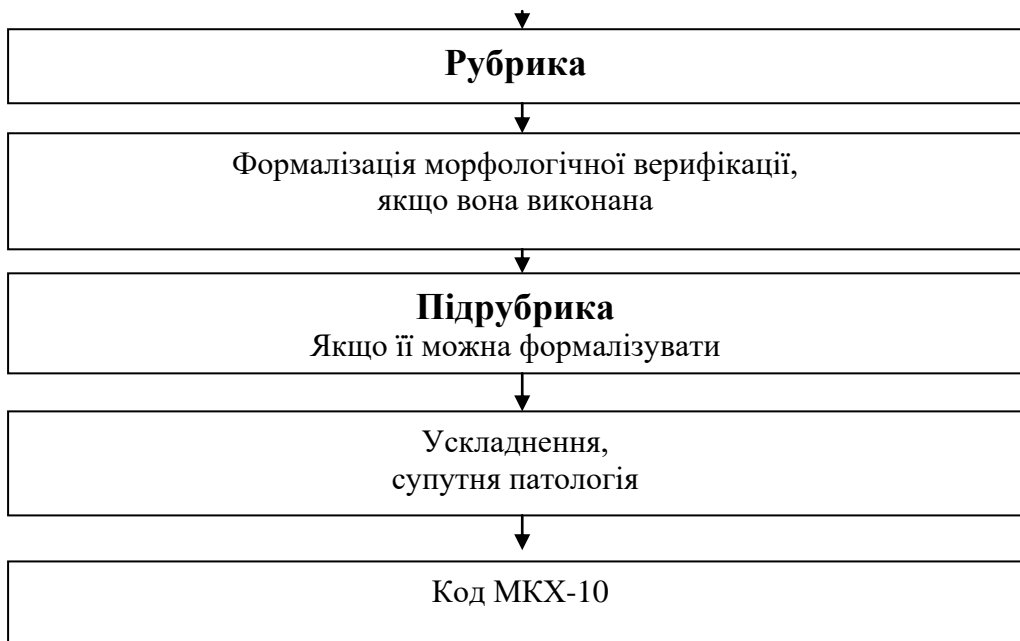 Рубрика
Формалізація морфологічної верифікації,
якщо вона виконана
Підрубрика
Якщо її можна формалізувати
Ускладнення,
супутня патологія
Код МКХ-10